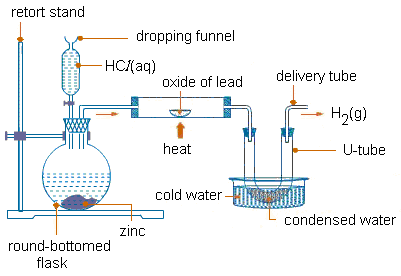 retort stand
dropping funnel
HCl(aq)
oxide of lead
delivery tube
H2(g)
heat
U-tube
cold water
condensed water
zinc
round-bottomed
flask